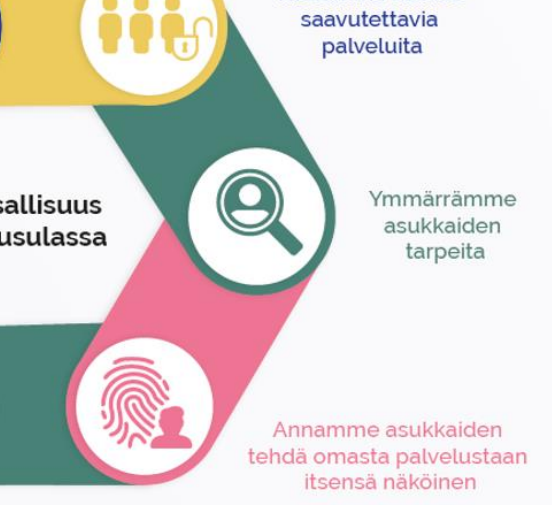 saavutettavia
palveluita
sallisuus
usulassa
Ymmärrämme
asukkaiden
tarpeita
Annamme asukkaiden
tehdä omasta palvelustaan
itsensä näköinen